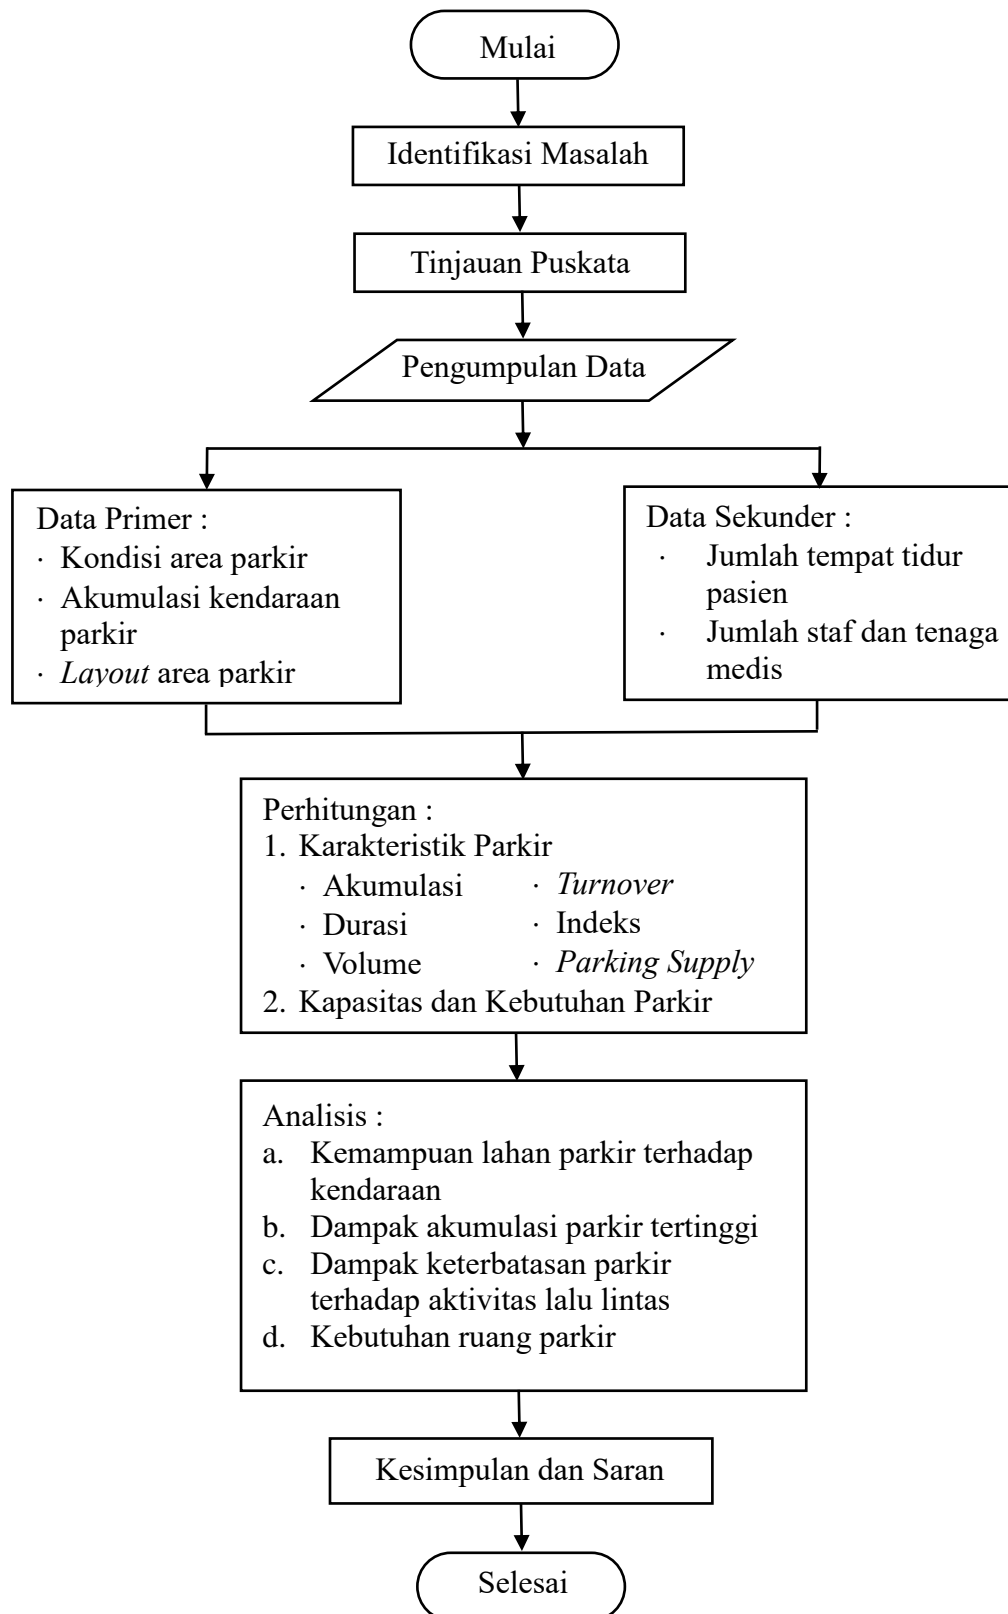 Mulai
Identifikasi Masalah
Tinjauan Puskata
Pengumpulan Data
Data Primer :
· Kondisi area parkir
· Akumulasi kendaraan
parkir
· Layout area parkir
Data Sekunder :
· Jumlah tempat tidur
pasien
· Jumlah staf dan tenaga
medis
Perhitungan :
1. Karakteristik Parkir
· Akumulasi
· Durasi
· Volume
· Turnover
· Indeks
· Parking Supply
2. Kapasitas dan Kebutuhan Parkir
Analisis :
a. Kemampuan lahan parkir terhadap
kendaraan
b. Dampak akumulasi parkir tertinggi
c. Dampak keterbatasan parkir
terhadap aktivitas lalu lintas
d. Kebutuhan ruang parkir
Kesimpulan dan Saran
Selesai